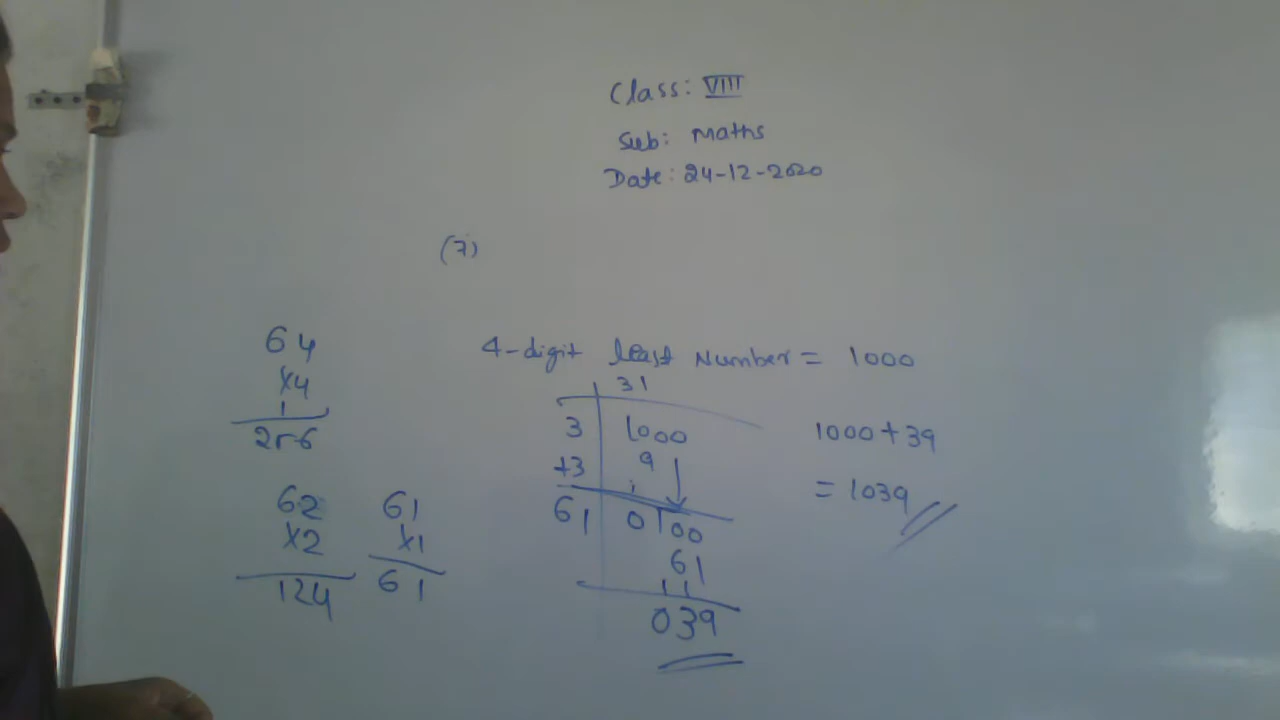 Class: VIII
Sub: Maths
Date: 24-12-2020
(7)
64
x4
1
256
62
x2
124
61
x1
61
4-digit least Number = 1000
31
3 1000
+3 9
61 0100
61
11
039
1000+39
= 1039